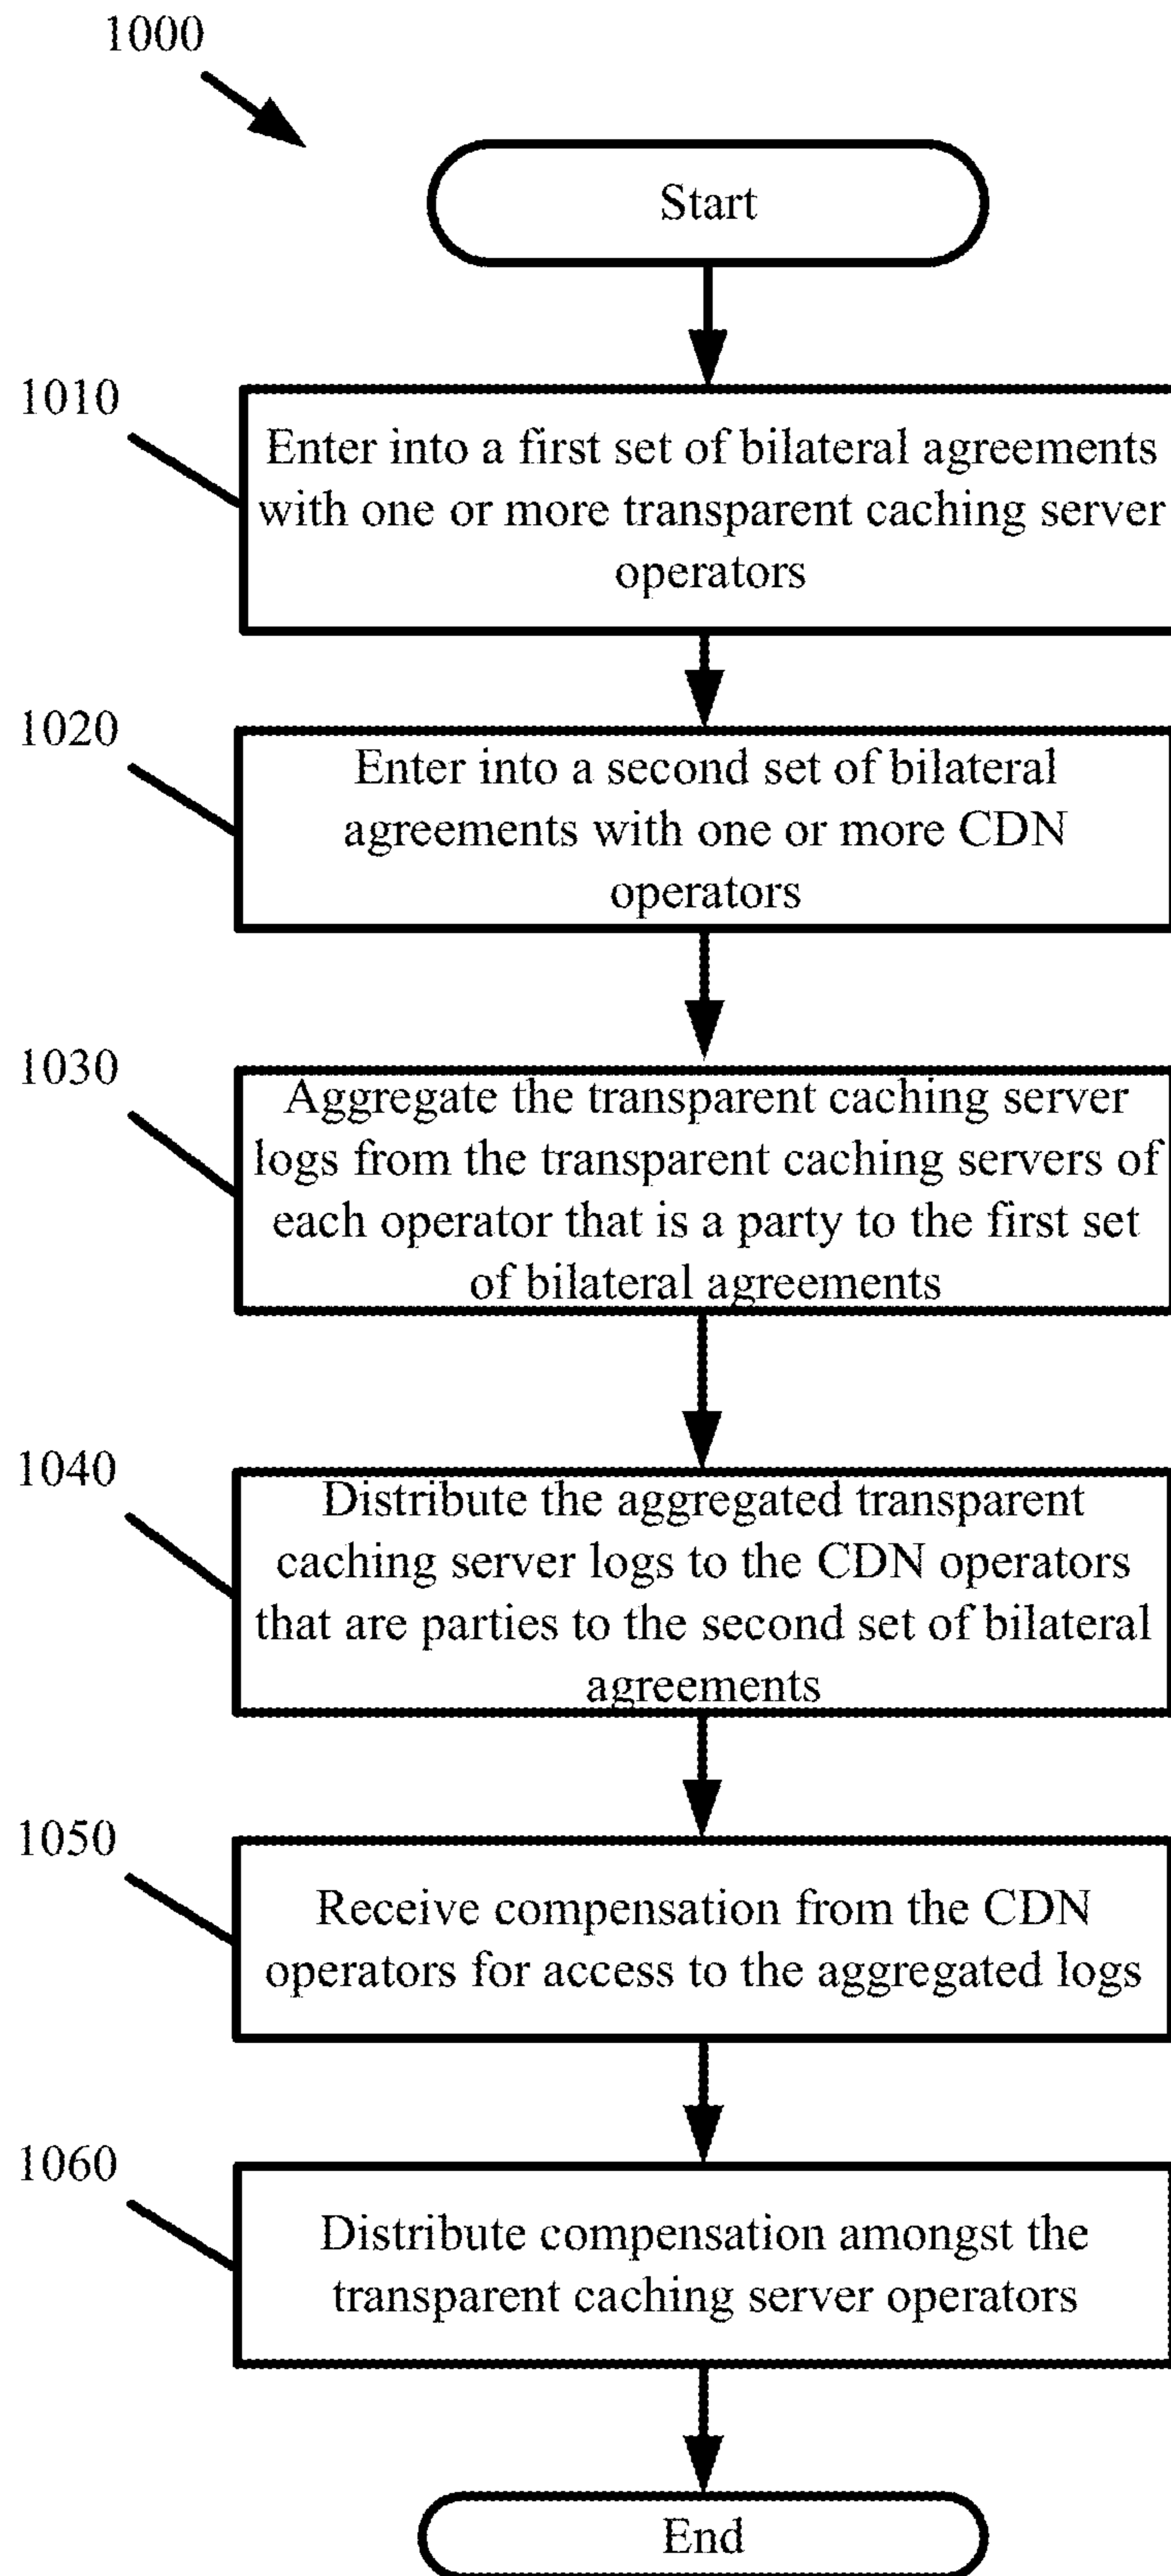 1000
Start
1010
Enter into a first set of bilateral agreements
with one or more transparent caching server
operators
1020
Enter into a second set of bilateral
agreements with one or more CDN
operators
1030
Aggregate the transparent caching server
logs from the transparent caching servers of
each operator that is a party to the first set
of bilateral agreements
1040
Distribute the aggregated transparent
caching server logs to the CDN operators
that are parties to the second set of bilateral
agreements
1050
Receive compensation from the CDN
operators for access to the aggregated logs
1060
Distribute compensation amongst the
transparent caching server operators
End